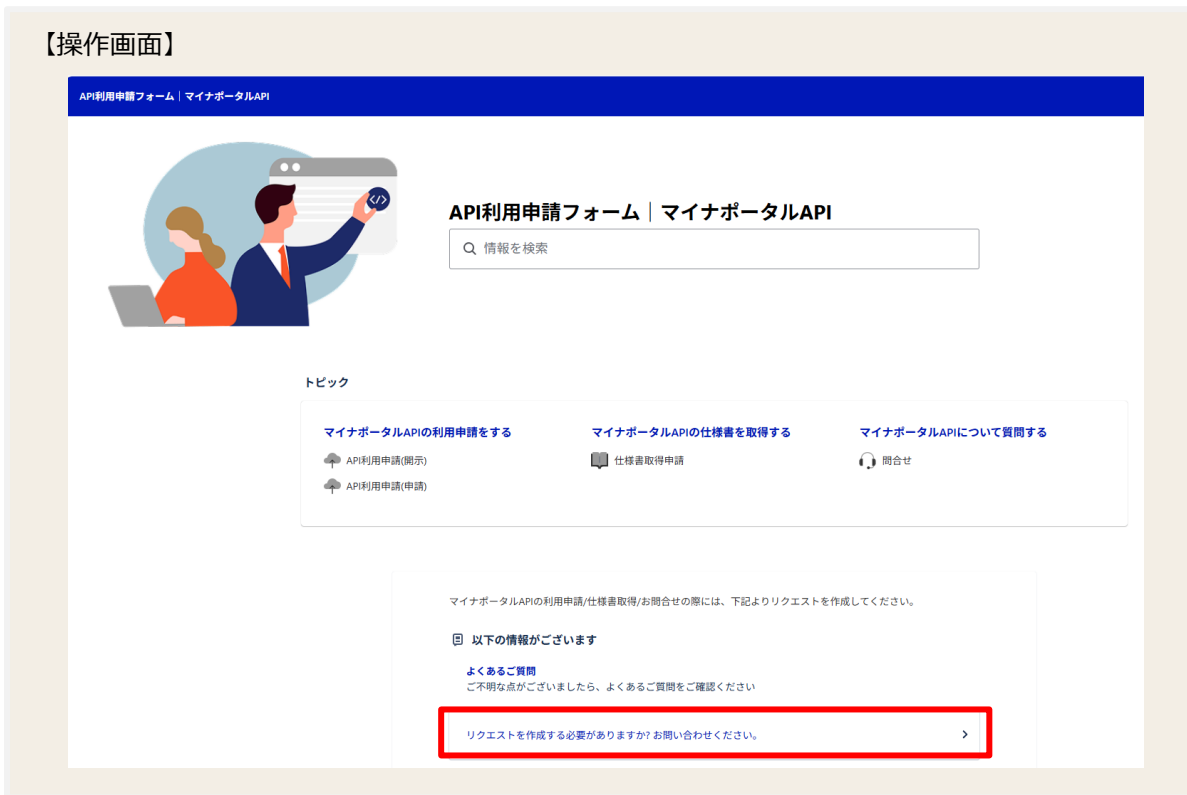 【操作画面】
API利用申請フォーム｜マイナポータルAPI
</>
API利用申請フォーム｜マイナポータルAPI
情報を検索
トピック
マイナポータルAPIの利用申請をする
API利用申請(開示)
API利用申請(申請)
マイナポータルAPIの仕様書を取得する
仕様書取得申請
マイナポータルAPIについて質問する
問合せ
マイナポータルAPIの利用申請/仕様書取得/お問合せの際には、下記よりリクエストを作成してください。
以下の情報がございます
よくあるご質問
ご不明な点がございましたら、よくあるご質問をご確認ください
リクエストを作成する必要がありますか? お問い合わせください。